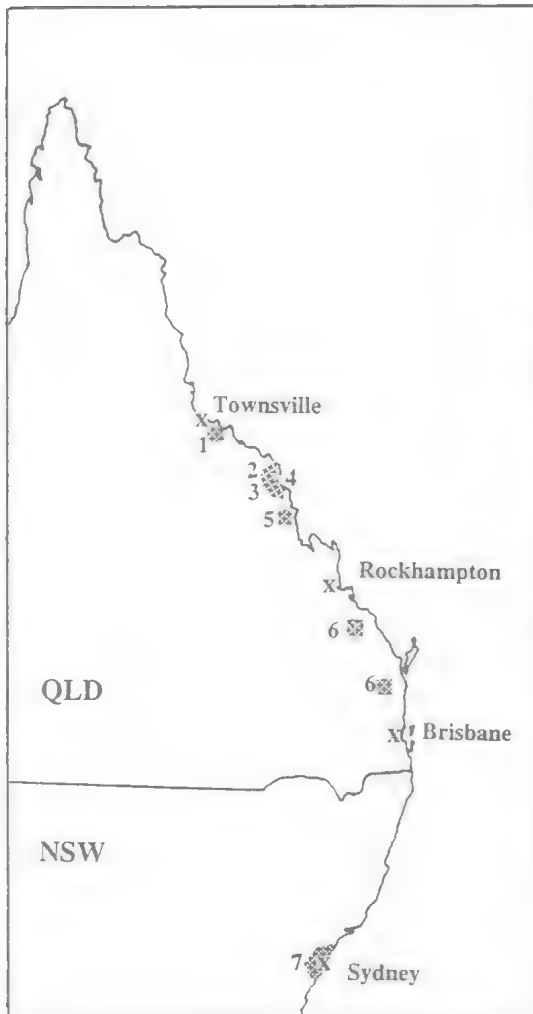 x Townsville
1
2 4
3
5
Rockhampton
x
6
QLD
6
x Brisbane
NSW
7 x Sydney